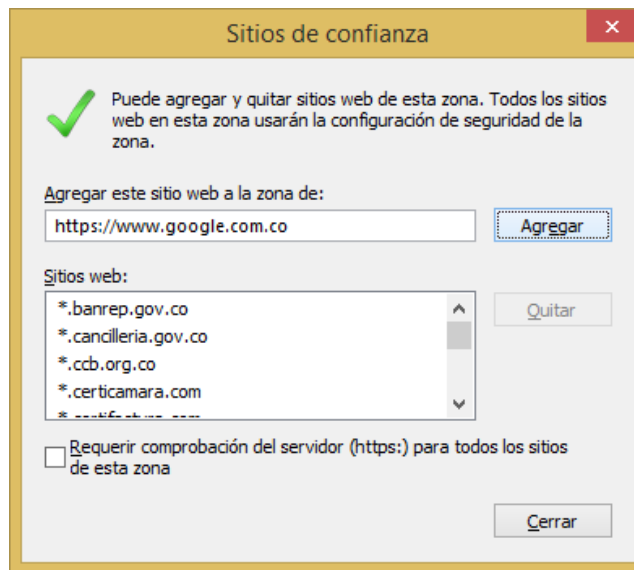 Sitios de confianza
Puede agregar y quitar sitios web de esta zona. Todos los sitios
web en esta zona usarán la configuración de seguridad de la
zona.
Agregar este sitio web a la zona de:
https://www.google.com.co
Agregar
Sitios web:
*.banrep.gov.co
*.cancilleria.gov.co
*.ccb.org.co
*.certicamara.com
Quitar
Requerir comprobación del servidor (https:) para todos los sitios
de esta zona
Cerrar